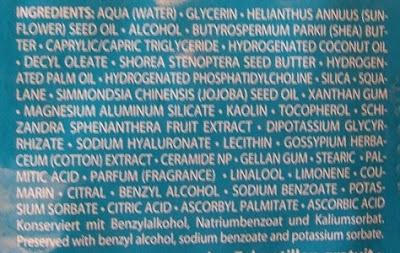 INGREDIENTS: AQUA (WATER) • GLYCERIN • HELIANTHUS ANNUUS (SUN-
FLOWER) SEED OIL • ALCOHOL • BUTYROSPERMUM PARKII (SHEA) BUT-
TER • CAPRYLIC/CAPRIC TRIGLYCERIDE • HYDROGENATED COCONUT OIL
• DECYL OLEATE • SHOREA STENOPTERA SEED BUTTER • HYDROGEN-
ATED PALM OIL • HYDROGENATED PHOSPHATIDYLCHOLINE • SILICA • SQUA-
LANE • SIMMONDSIA CHINENSIS (JOJOBA) SEED OIL • XANTHAN GUM
• MAGNESIUM ALUMINUM SILICATE • KAOLIN • TOCOPHEROL • SCHI-
ZANDRA SPHENANTHERA FRUIT EXTRACT • DIPOTASSIUM GLYCYR-
RHIZATE • SODIUM HYALURONATE • LECITHIN • GOSSYPIUM HERBA-
CEUM (COTTON) EXTRACT • CERAMIDE NP • GELLAN GUM • STEARIC • PAL-
MITIC ACID • PARFUM (FRAGRANCE) • LINALOOL • LIMONENE • COU-
MARIN • CITRAL • BENZYL ALCOHOL • SODIUM BENZOATE • POTAS-
SIUM SORBATE • CITRIC ACID • ASCORBYL PALMITATE • ASCORBIC ACID
Konserviert mit Benzylalkohol, Natriumbenzoat und Kaliumsorbat.
Preserved with benzyl alcohol, sodium benzoate and potassium sorbate.